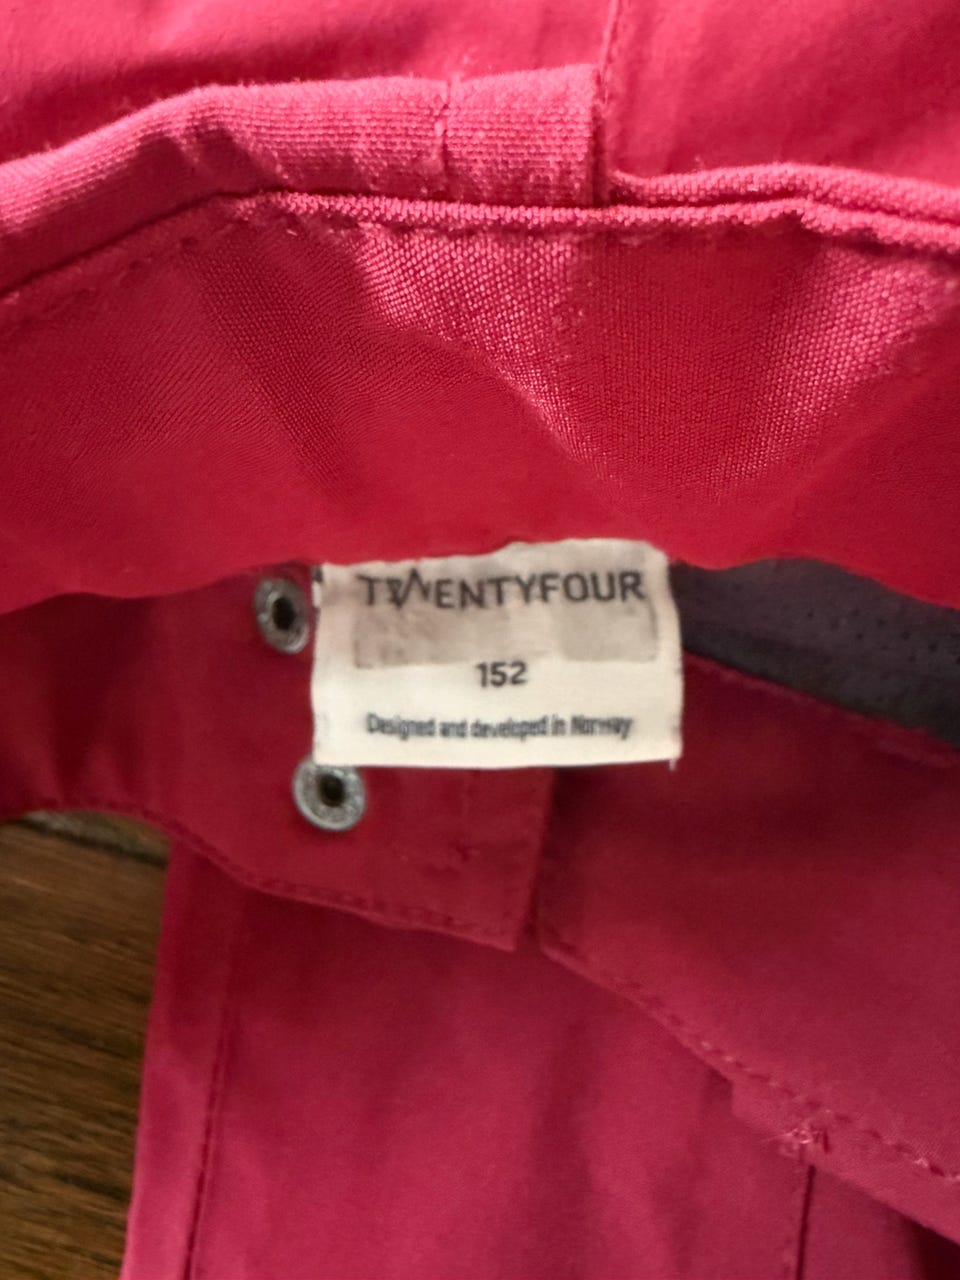 TWENTYFOUR
152
Designed and developed in Norway